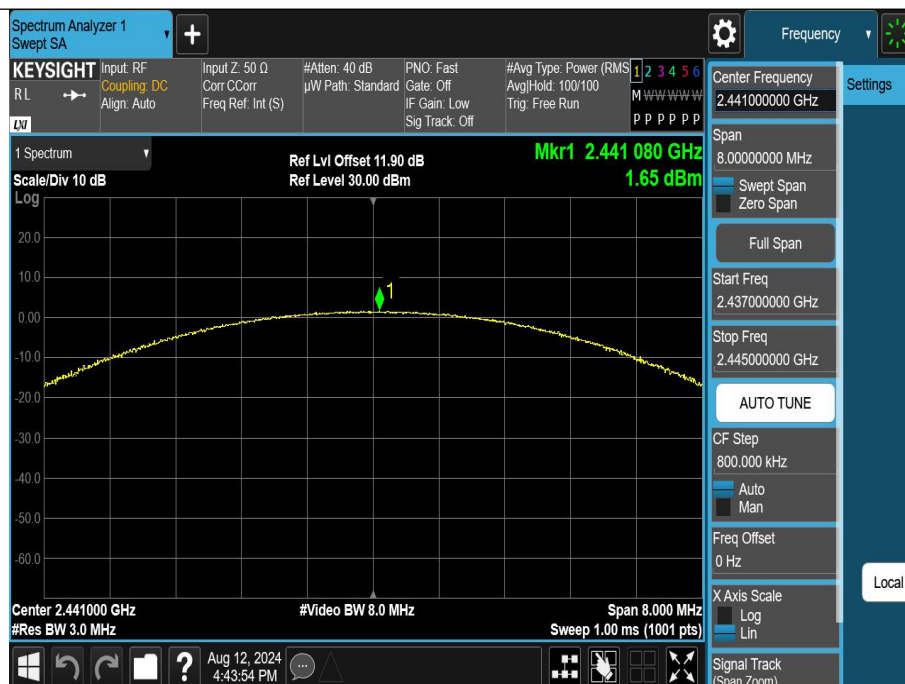 Spectrum Analyzer 1
Swept SA
+
Frequency
KEYSIGHT
RL
LXI
Input: RF
Coupling: DC
Align: Auto
Input Z: 50 Ω
Corr CCorr
Freq Ref: Int (S)
#Atten: 40 dB
µW Path: Standard
PNO: Fast
Gate: Off
IF Gain: Low
Sig Track: Off
#Avg Type: Power (RMS
Avg|Hold: 100/100
Trig: Free Run
1 2 3 4 5 6
M W W W W W
P P P P P P
1 Spectrum
Scale/Div 10 dB
Log
Ref Lvl Offset 11.90 dB
Ref Level 30.00 dBm
Mkr1 2.441 080 GHz
1.65 dBm
20.0
10.0
0.00
-10.0
-20.0
-30.0
-40.0
-50.0
-60.0
1
Center 2.441000 GHz
#Res BW 3.0 MHz
#Video BW 8.0 MHz
Span 8.000 MHz
Sweep 1.00 ms (1001 pts)
Center Frequency
2.441000000 GHz
Span
8.00000000 MHz
Swept Span
Zero Span
Full Span
Start Freq
2.437000000 GHz
Stop Freq
2.445000000 GHz
AUTO TUNE
CF Step
800.000 kHz
Auto
Man
Freq Offset
0 Hz
X Axis Scale
Log
Lin
Signal Track
(Span Zoom)
Settings
Local
?
Aug 12, 2024
4:43:54 PM